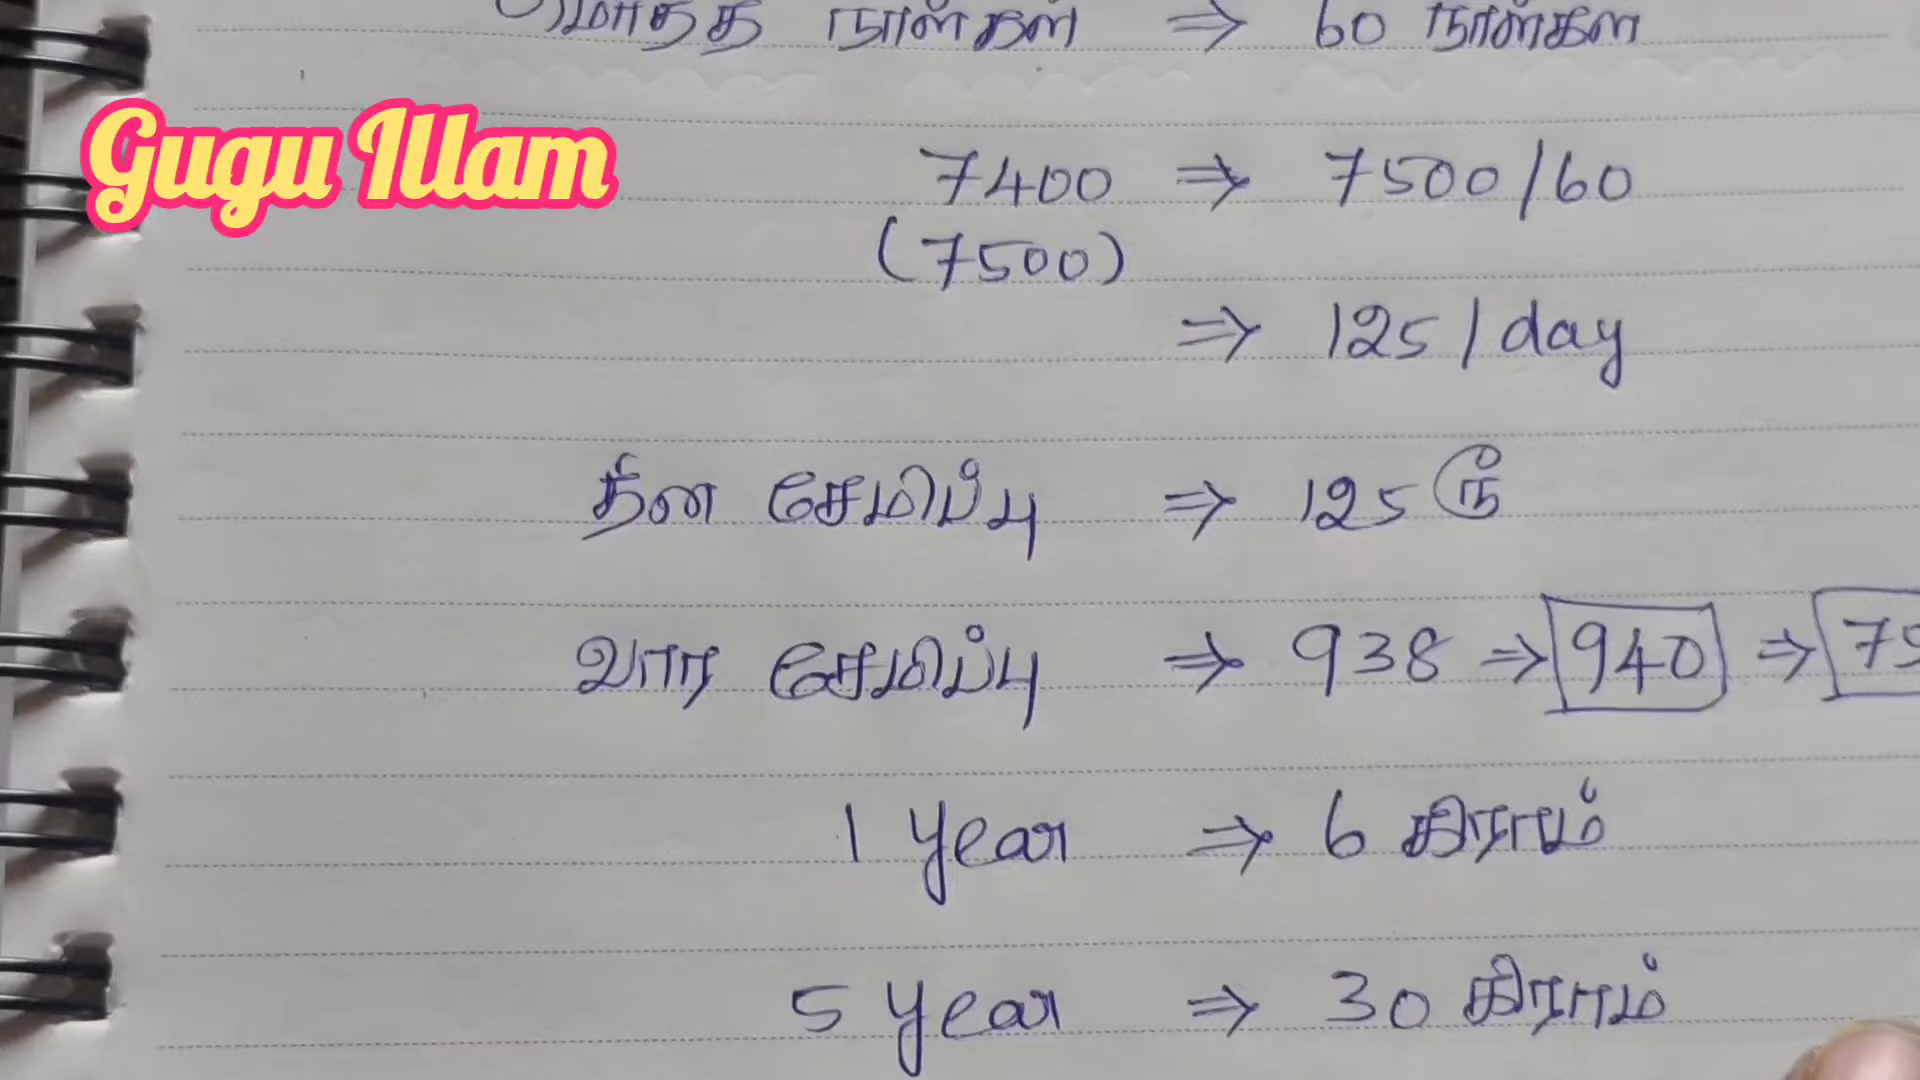 மொத்த நாள்கள் ⇒ 60 நாள்கள்
Gugu Illam
7400 ⇒ 7500/60
(7500)
⇒ 125/day
தின சேமிப்பு ⇒ 125 ரூ
வார சேமிப்பு ⇒ 938 ⇒ 940 ⇒
1 year ⇒ 6 கிராம்
5 year ⇒ 30 கிராம்